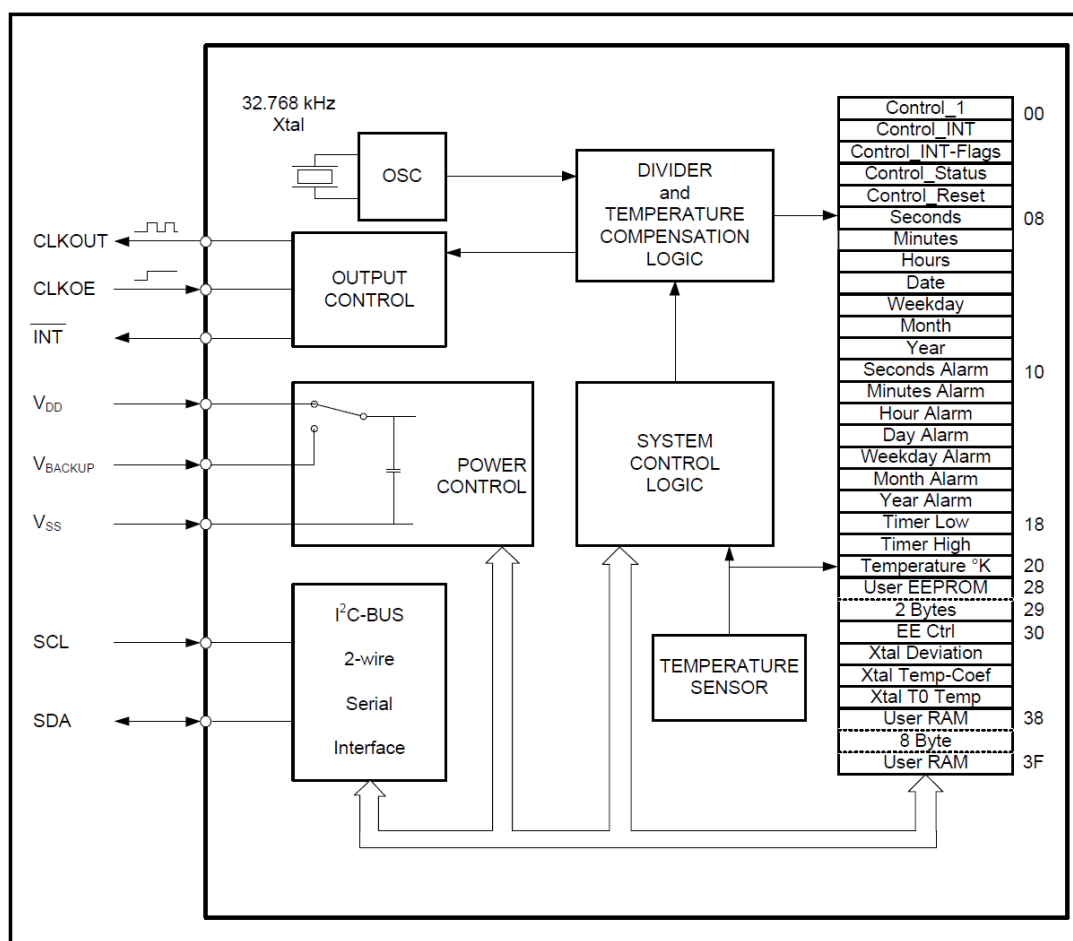 32.768 kHz
Xtal
OSC
DIVIDER
and
TEMPERATURE
COMPENSATION
LOGIC
CLKOUT
CLKOE
INT
OUTPUT
CONTROL
VDD
VBACKUP
VSS
POWER
CONTROL
SYSTEM
CONTROL
LOGIC
SCL
SDA
I²C-BUS
2-wire
Serial
Interface
TEMPERATURE
SENSOR
Control_1 00
Control_INT
Control_INT-Flags
Control_Status
Control_Reset
Seconds 08
Minutes
Hours
Date
Weekday
Month
Year
Seconds Alarm 10
Minutes Alarm
Hour Alarm
Day Alarm
Weekday Alarm
Month Alarm
Year Alarm
Timer Low 18
Timer High
Temperature °K 20
User EEPROM 28
2 Bytes 29
EE Ctrl 30
Xtal Deviation
Xtal Temp-Coef
Xtal T0 Temp
User RAM 38
8 Byte
User RAM 3F